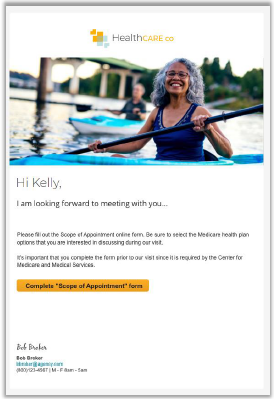 HealthCARE co
Hi Kelly,
I am looking forward to meeting with you...
Please fill out the Scope of Appointment online form. Be sure to select the Medicare health plan
options that you are interested in discussing during our visit.
It's important that you complete the form prior to our visit since it is required by the Center for
Medicare and Medical Services.
Complete "Scope of Appointment" form
Bob Broker
Bob Broker
bbroker@agency.com
(800)123-4567 | M - F 8am - 5am